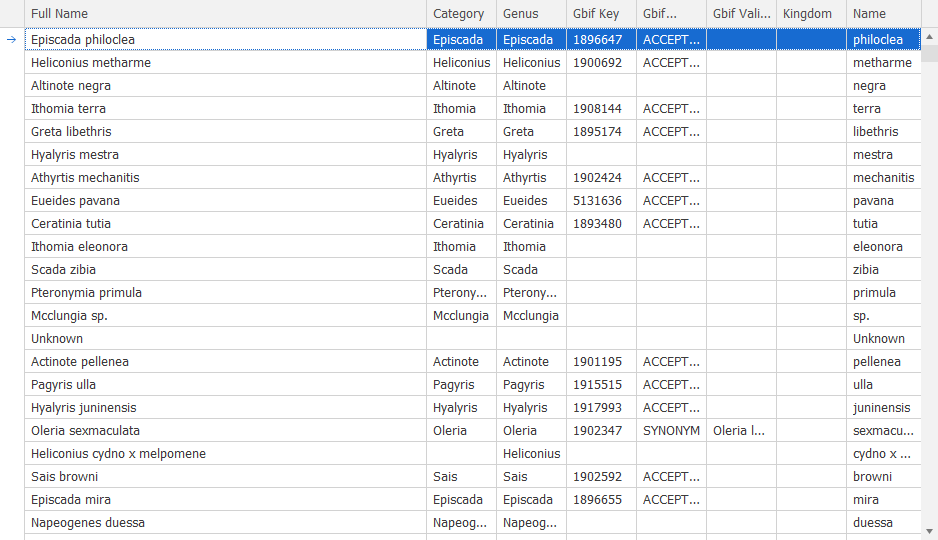 Full Name Category Genus Gbif Key Gbif... Gbif Vali... Kingdom Name
Episcada philoclea Episcada Episcada 1896647 ACCEPT... philoclea
Heliconius metharme Heliconius Heliconius 1900692 ACCEPT... metharme
Altinote negra Altinote Altinote negra
Ithomia terra Ithomia Ithomia 1908144 ACCEPT... terra
Greta libethris Greta Greta 1895174 ACCEPT... libethris
Hyalyris mestra Hyalyris Hyalyris mestra
Athyrtis mechanitis Athyrtis Athyrtis 1902424 ACCEPT... mechanitis
Eueides pavana Eueides Eueides 5131636 ACCEPT... pavana
Ceratinia tutia Ceratinia Ceratinia 1893480 ACCEPT... tutia
Ithomia eleonora Ithomia Ithomia eleonora
Scada zibia Scada Scada zibia
Pteronymia primula Pterony... Pterony... primula
Mcclungia sp. Mcclungia Mcclungia sp.
Unknown Unknown
Actinote pellenea Actinote Actinote 1901195 ACCEPT... pellenea
Pagyris ulla Pagyris Pagyris 1915515 ACCEPT... ulla
Hyalyris juninensis Hyalyris Hyalyris 1917993 ACCEPT... juninensis
Oleria sexmaculata Oleria Oleria 1902347 SYNONYM Oleria l... sexmacu...
Heliconius cydno x melpomene Heliconius cydno x ...
Sais browni Sais Sais 1902592 ACCEPT... browni
Episcada mira Episcada Episcada 1896655 ACCEPT... mira
Napeogenes duessa Napeog... Napeog... duessa